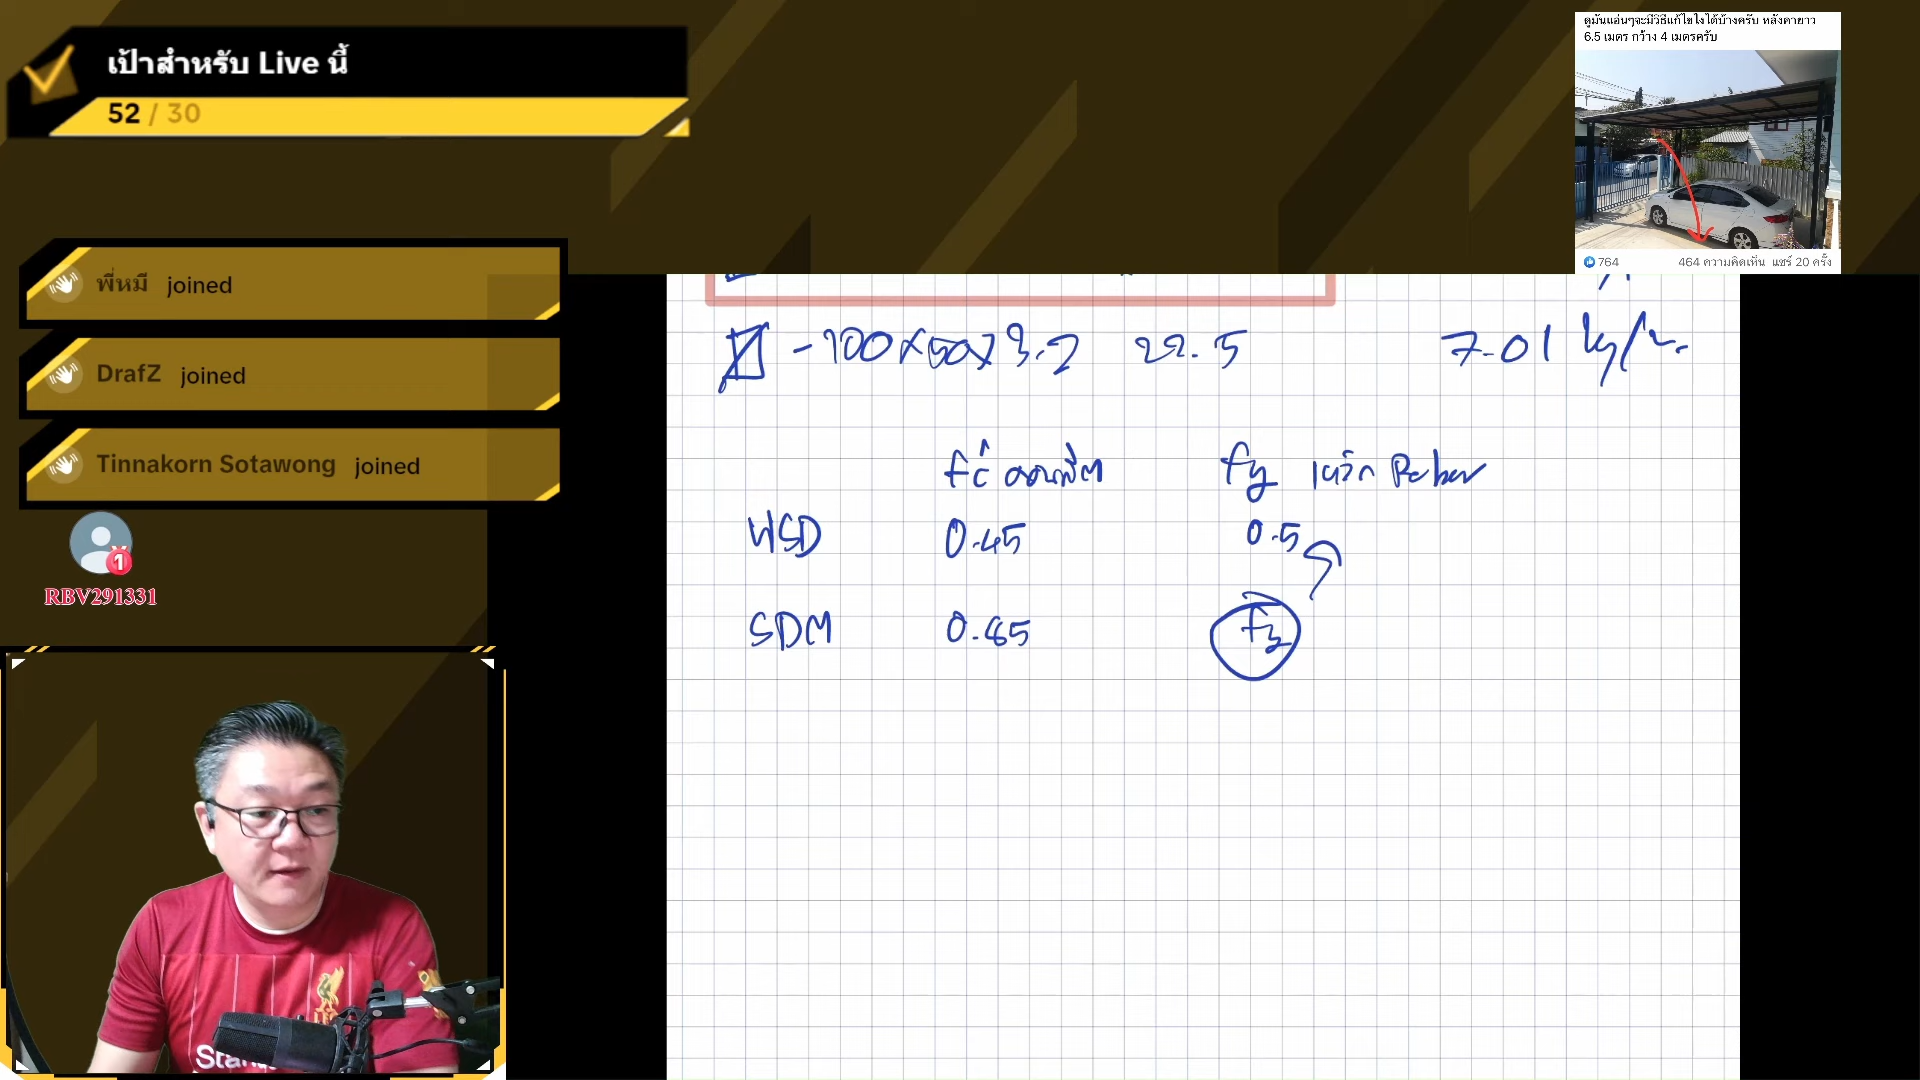 เป้าสำหรับ Live นี้
52 / 30
ดูมันแอ่นๆจะมีวิธีแก้ไขไงได้บ้างครับ หลังคายาว
6.5 เมตร กว้าง 4 เมตรครับ
764 464 ความคิดเห็น แชร์ 20 ครั้ง
พี่หมี joined
DrafZ joined
Tinnakorn Sotawong joined
1
RBV291331
- 100x50x3.2 22.5 7.01 kg/m.
fc' คอนกรีต fy เหล็ก Rebar
WSD 0.45 0.5
SDM 0.85 fy
Stan